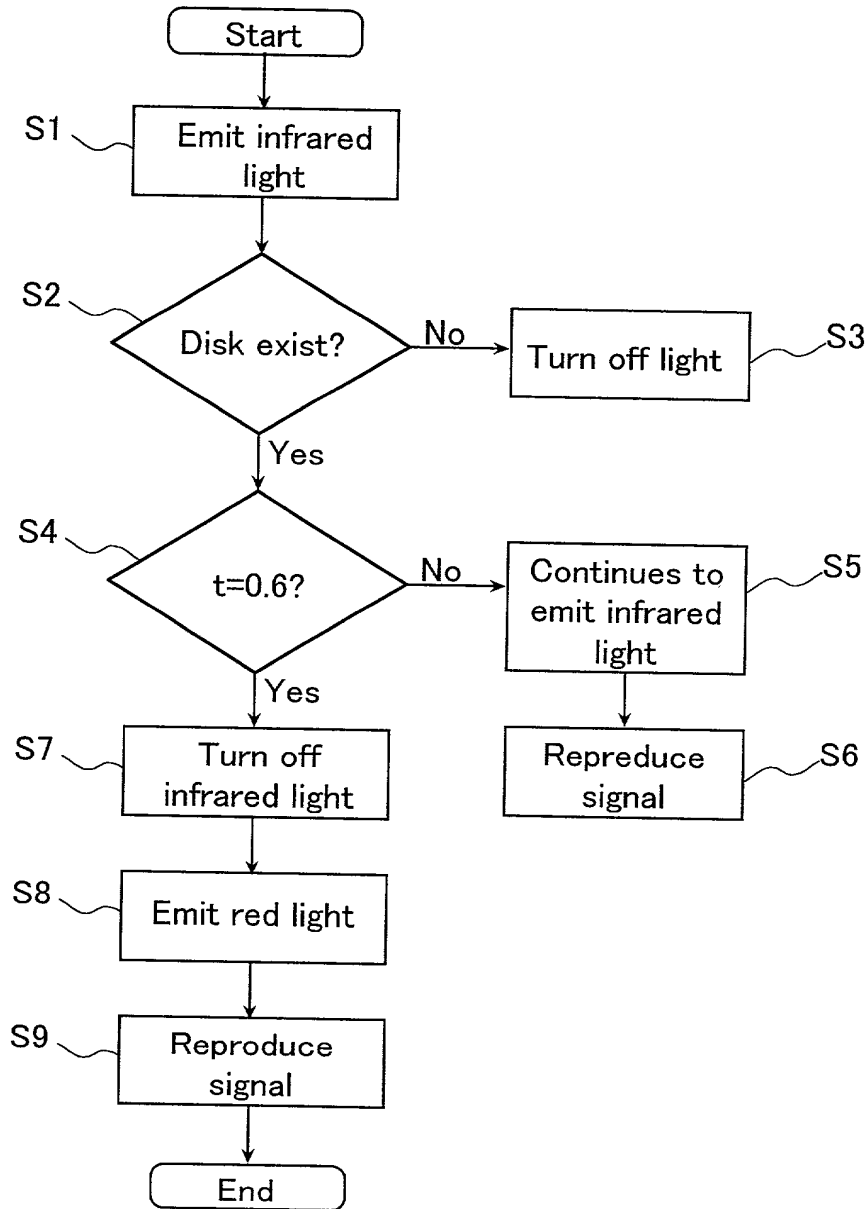 Start
S1
Emit infrared
light
S2
Disk exist?
No
Turn off light
S3
Yes
S4
t=0.6?
No
Continues to
emit infrared
light
S5
Yes
S7
Turn off
infrared light
Repreduce
signal
S6
S8
Emit red light
S9
Reproduce
signal
End